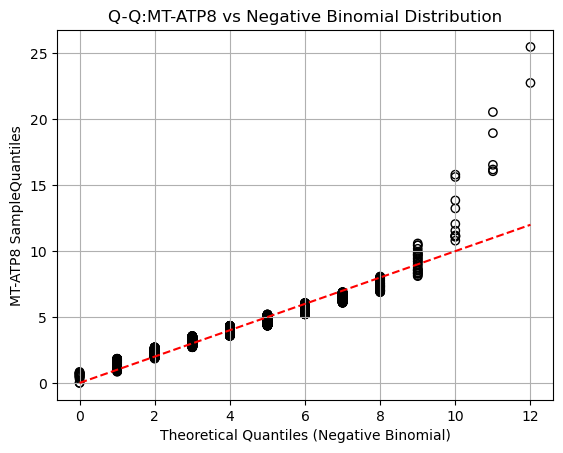 Q-Q:MT-ATP8 vs Negative Binomial Distribution
MT-ATP8 SampleQuantiles
25
20
15
10
5
0
0 2 4 6 8 10 12
Theoretical Quantiles (Negative Binomial)